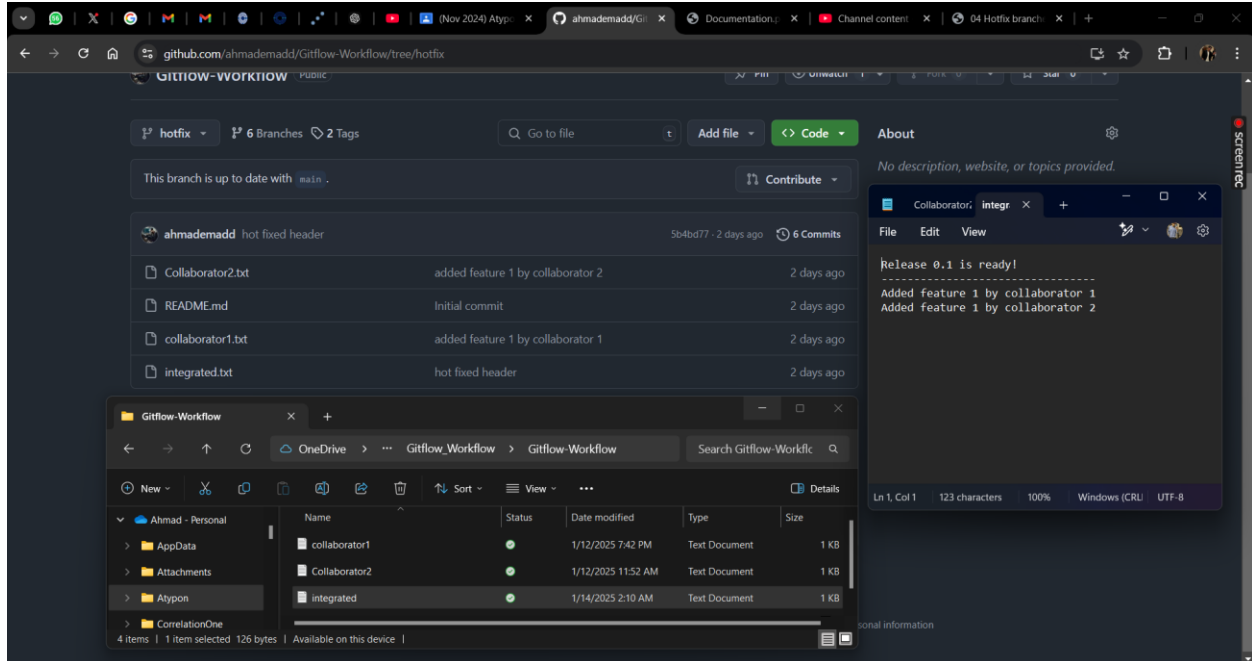 (Nov 2024) Atypo
ahmademadd/Git
Documentation.p
Channel content
04 Hotfix branch
github.com/ahmademadd/Gitflow-Workflow/tree/hotfix
Gitflow-Workflow Public
Pin
Unwatch 1
Fork 0
Star 0
hotfix
6 Branches
2 Tags
Go to file
t
Add file
<> Code
About
This branch is up to date with main .
Contribute
No description, website, or topics provided.
ahmademadd hot fixed header
5b4bd77 · 2 days ago
6 Commits
Collaborator2.txt added feature 1 by collaborator 2 2 days ago
README.md Initial commit 2 days ago
collaborator1.txt added feature 1 by collaborator 1 2 days ago
integrated.txt hot fixed header 2 days ago
screenrec
Collaborator2
integr
File Edit View
Release 0.1 is ready!
---------------------------------
Added feature 1 by collaborator 1
Added feature 1 by collaborator 2
Ln 1, Col 1 123 characters 100% Windows (CRL UTF-8
Gitflow-Workflow
OneDrive > ··· Gitflow_Workflow > Gitflow-Workflow
Search Gitflow-Workflc
New
Sort
View
···
Details
Ahmad - Personal
AppData
Attachments
Atypon
CorrelationOne
Name Status Date modified Type Size
collaborator1 1/12/2025 7:42 PM Text Document 1 KB
Collaborator2 1/12/2025 11:52 AM Text Document 1 KB
integrated 1/14/2025 2:10 AM Text Document 1 KB
4 items | 1 item selected 126 bytes | Available on this device |
sonal information